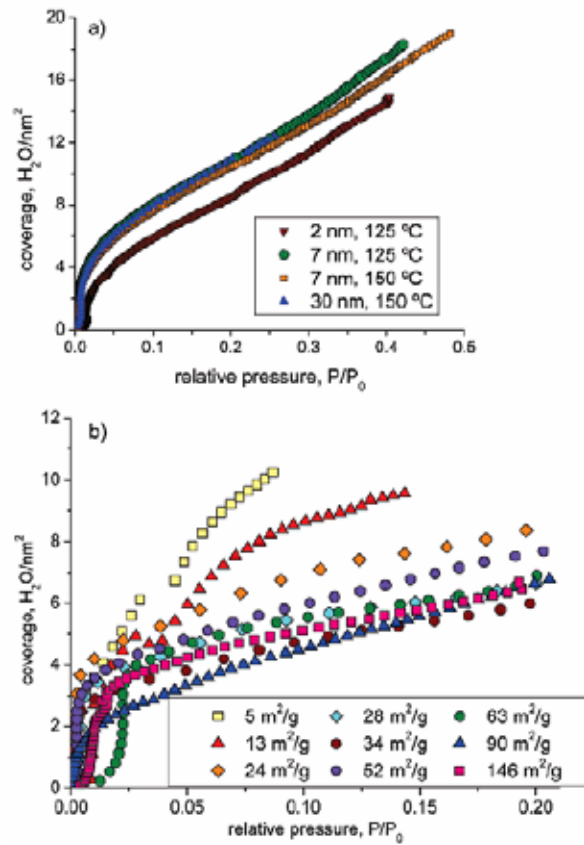 a)
20
16
12
8
4
0
coverage, H₂O/nm²
2 nm, 125 ºC
7 nm, 125 ºC
7 nm, 150 ºC
30 nm, 150 ºC
0.0 0.1 0.2 0.3 0.4 0.5
relative pressure, P/P₀
b)
12
10
8
6
4
2
0
coverage, H₂O/nm²
5 m²/g 28 m²/g 63 m²/g
13 m²/g 34 m²/g 90 m²/g
24 m²/g 52 m²/g 146 m²/g
0.00 0.05 0.10 0.15 0.20
relative pressure, P/P₀